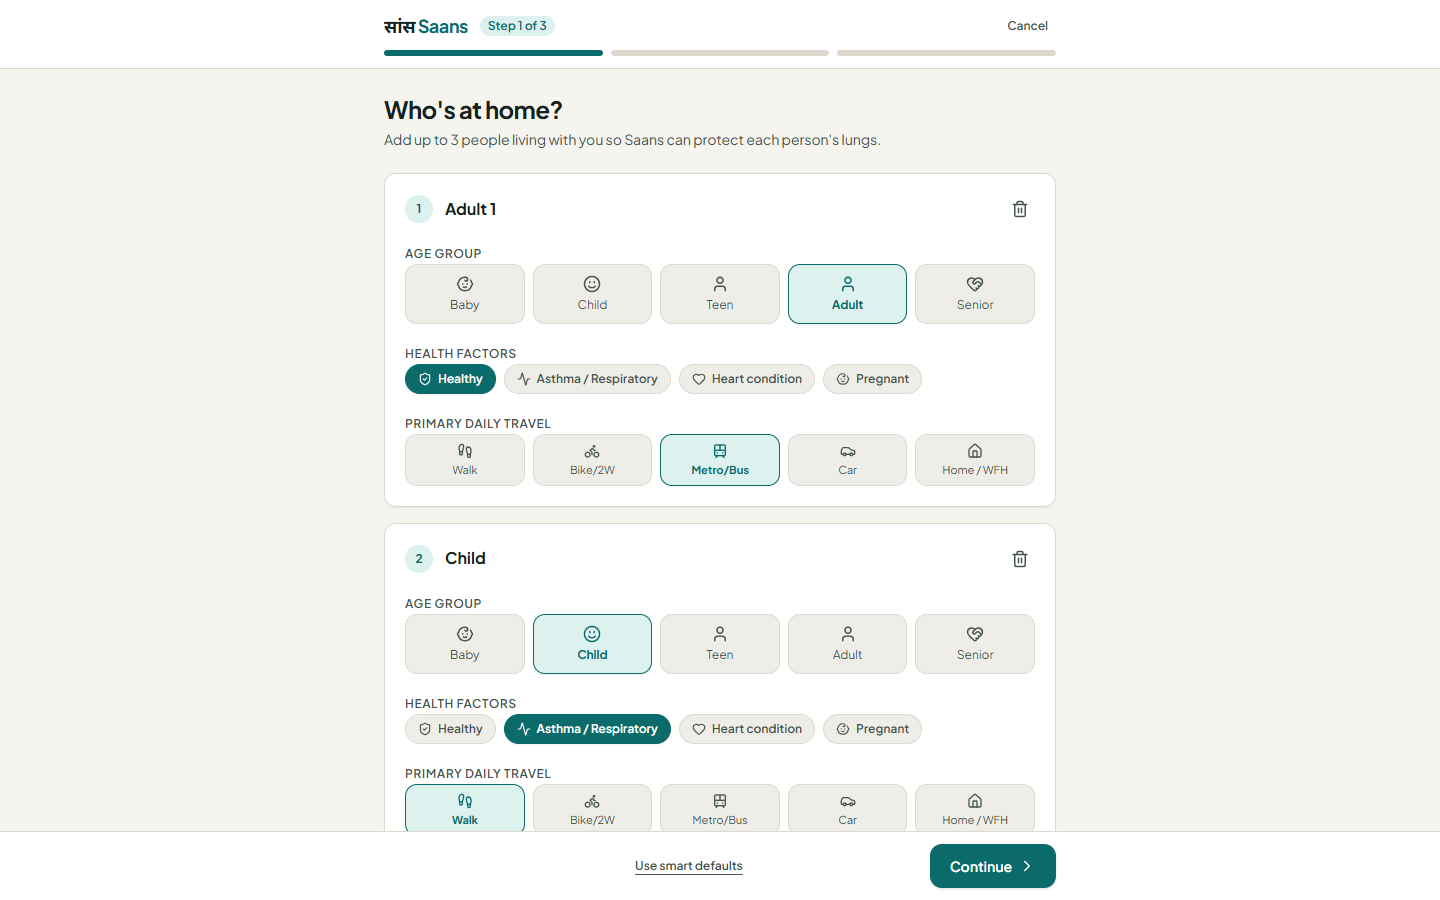 सांस Saans Step 1 of 3 Cancel
Who's at home?
Add up to 3 people living with you so Saans can protect each person's lungs.
1 Adult 1
AGE GROUP
Baby Child Teen Adult Senior
HEALTH FACTORS
Healthy Asthma / Respiratory Heart condition Pregnant
PRIMARY DAILY TRAVEL
Walk Bike/2W Metro/Bus Car Home / WFH
2 Child
AGE GROUP
Baby Child Teen Adult Senior
HEALTH FACTORS
Healthy Asthma / Respiratory Heart condition Pregnant
PRIMARY DAILY TRAVEL
Walk Bike/2W Metro/Bus Car Home / WFH
Use smart defaults Continue